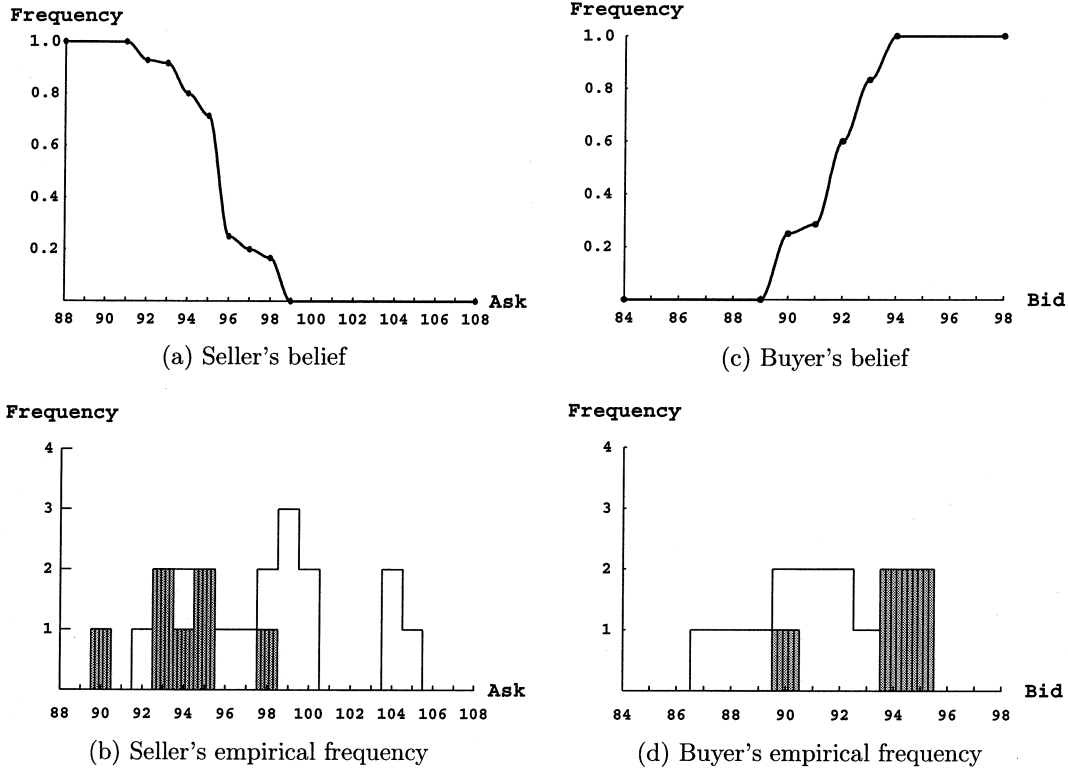 Frequency
1.0
0.8
0.6
0.4
0.2
Ask
88 90 92 94 96 98 100 102 104 106 108
(a) Seller's belief
Frequency
1.0
0.8
0.6
0.4
0.2
Bid
84 86 88 90 92 94 96 98
(c) Buyer's belief
Frequency
4
3
2
1
Ask
88 90 92 94 96 98 100 102 104 106 108
(b) Seller's empirical frequency
Frequency
4
3
2
1
Bid
84 86 88 90 92 94 96 98
(d) Buyer's empirical frequency